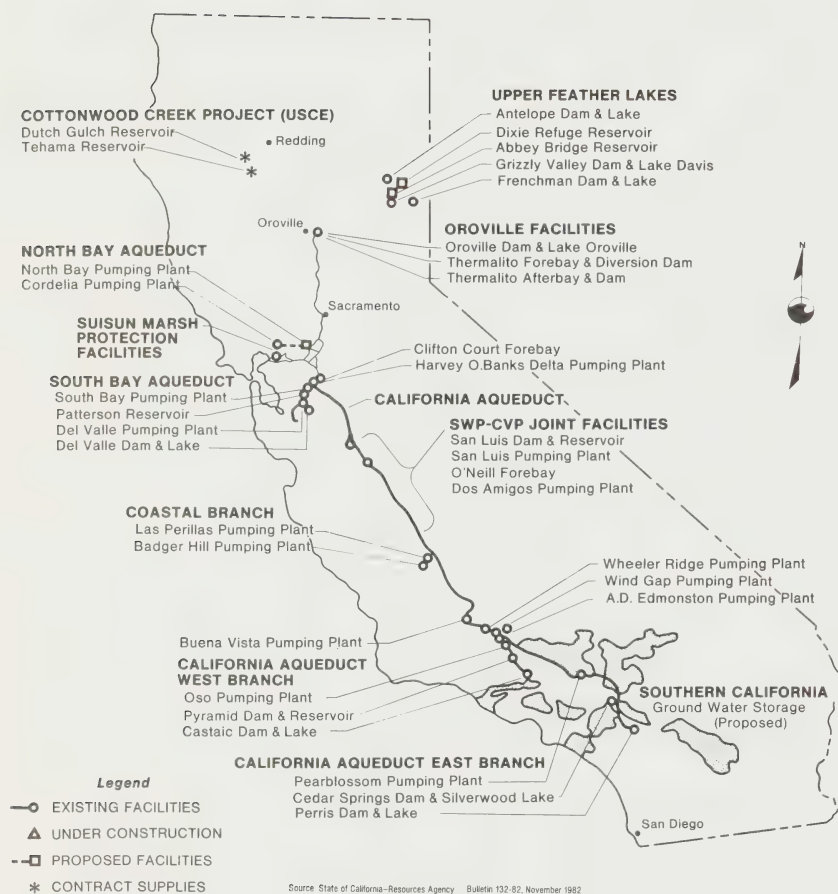 UPPER FEATHER LAKES
Antelope Dam & Lake
Dixie Refuge Reservoir
Abbey Bridge Reservoir
Grizzly Valley Dam & Lake Davis
Frenchman Dam & Lake
COTTONWOOD CREEK PROJECT (USCE)
Dutch Gulch Reservoir
Tehama Reservoir
Redding
Oroville
OROVILLE FACILITIES
Oroville Dam & Lake Oroville
Thermalito Forebay & Diversion Dam
Thermalito Afterbay & Dam
N
NORTH BAY AQUEDUCT
North Bay Pumping Plant
Cordelia Pumping Plant
Sacramento
SUISUN MARSH
PROTECTION
FACILITIES
Clifton Court Forebay
Harvey O.Banks Delta Pumping Plant
SOUTH BAY AQUEDUCT
South Bay Pumping Plant
Patterson Reservoir
Del Valle Pumping Plant
Del Valle Dam & Lake
CALIFORNIA AQUEDUCT
SWP-CVP JOINT FACILITIES
San Luis Dam & Reservoir
San Luis Pumping Plant
O'Neill Forebay
Dos Amigos Pumping Plant
COASTAL BRANCH
Las Perillas Pumping Plant
Badger Hill Pumping Plant
Wheeler Ridge Pumping Plant
Wind Gap Pumping Plant
A.D. Edmonston Pumping Plant
Buena Vista Pumping Plant
CALIFORNIA AQUEDUCT
WEST BRANCH
Oso Pumping Plant
Pyramid Dam & Reservoir
Castaic Dam & Lake
SOUTHERN CALIFORNIA
Ground Water Storage
(Proposed)
CALIFORNIA AQUEDUCT EAST BRANCH
Pearblossom Pumping Plant
Cedar Springs Dam & Silverwood Lake
Perris Dam & Lake
San Diego
Legend
EXISTING FACILITIES
UNDER CONSTRUCTION
PROPOSED FACILITIES
CONTRACT SUPPLIES
Source State of California-Resources Agency Bulletin 132-82, November 1982